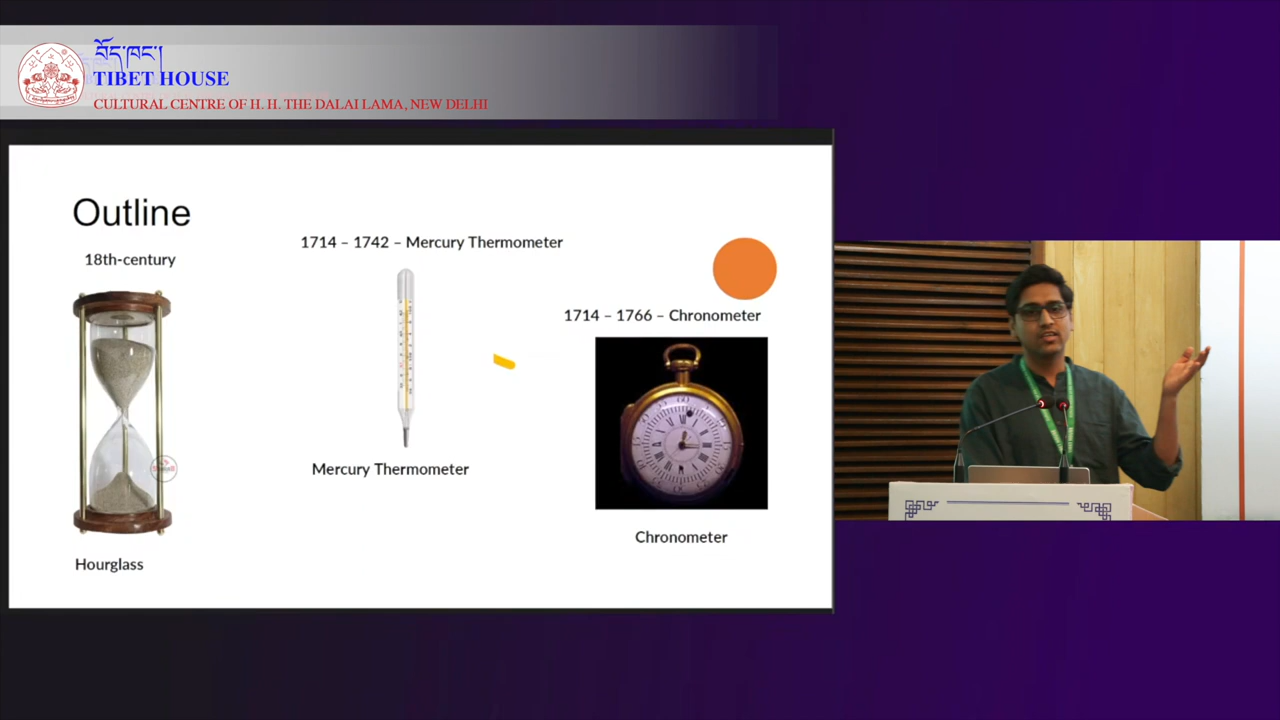 བོད་ཁང་།
TIBET HOUSE
CULTURAL CENTRE OF H. H. THE DALAI LAMA, NEW DELHI
Outline
18th-century
1714 – 1742 – Mercury Thermometer
1714 – 1766 – Chronometer
Mercury Thermometer
Chronometer
Hourglass